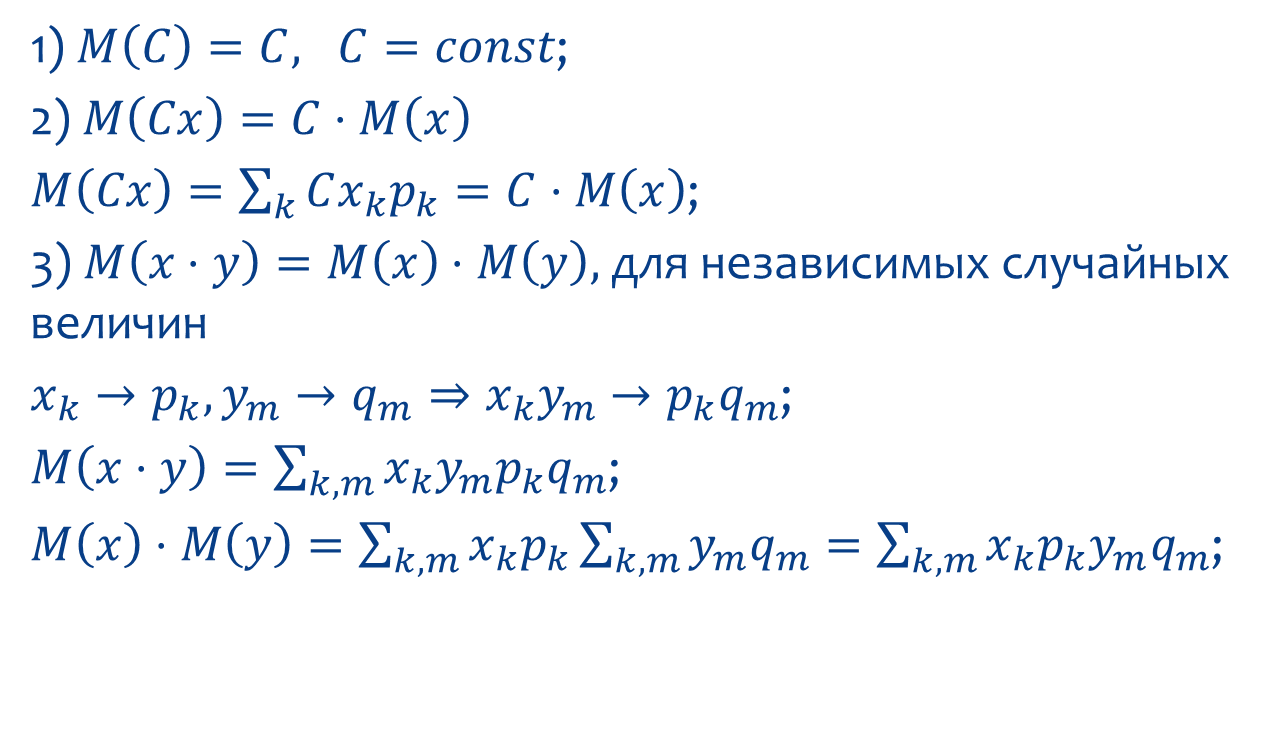 1) M(C) = C,   C = const;
2) M(Cx) = C · M(x)
M(Cx) = ∑ₖ Cxₖpₖ = C · M(x);
3) M(x · y) = M(x) · M(y), для независимых случайных
величин
xₖ → pₖ, yₘ → qₘ ⇒ xₖyₘ → pₖqₘ;
M(x · y) = ∑ₖ,ₘ xₖyₘpₖqₘ;
M(x) · M(y) = ∑ₖ,ₘ xₖpₖ ∑ₖ,ₘ yₘqₘ = ∑ₖ,ₘ xₖpₖyₘqₘ;